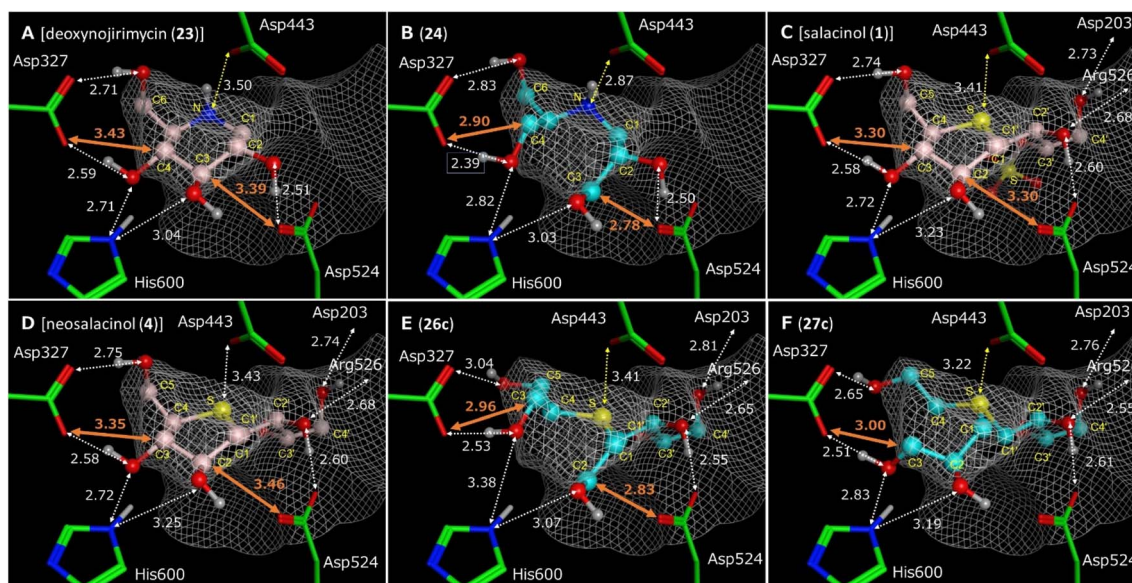 A [deoxynojirimycin (23)]
Asp443
Asp327
2.71
3.50
C6
N
C1
C2
C3
C4
3.43
2.59
3.39
2.51
2.71
3.04
His600
Asp524
B (24)
Asp443
Asp327
2.83
2.87
C6
N
C1
C2
C3
C4
2.90
2.39
2.82
2.50
2.78
3.03
His600
Asp524
C [salacinol (1)]
Asp203
Asp443
Asp327
2.73
Arg526
2.74
3.41
2.68
C5
S
C4
C1'
C2'
C4'
C3'
C3
C1
C2
S
3.30
2.58
2.60
3.30
2.72
3.23
His600
Asp524
D [neosalacinol (4)]
Asp443
Asp203
Asp327
2.74
Arg526
2.75
3.43
2.68
C5
C4
S
C1'
C2'
C4'
C3'
C3
C1
C2
3.35
2.58
2.60
3.46
2.72
3.25
His600
Asp524
E (26c)
Asp443
Asp203
Asp327
2.81
Arg526
3.04
3.41
2.65
C5
C3
C4
S
C1'
C2'
C4'
C3'
C1
C2
2.96
2.53
2.55
3.38
2.83
3.07
His600
Asp524
F (27c)
Asp443
Asp203
Asp327
2.76
Arg526
2.65
3.22
2.55
C5
S
C4
C1'
C2'
C4'
C3'
C1
C3
C2
3.00
2.51
2.61
2.83
3.19
His600
Asp524